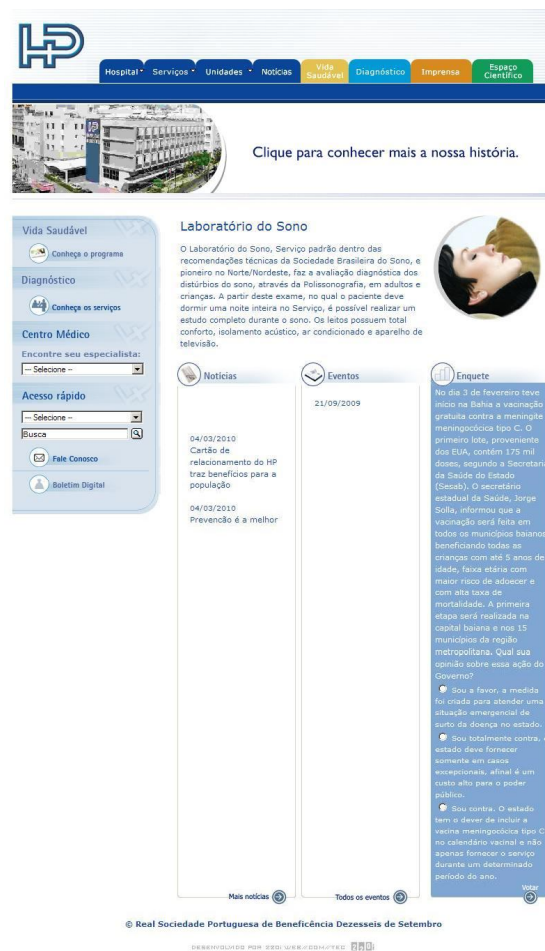 HP
Hospital Serviços Unidades Notícias Vida Saudável Diagnóstico Imprensa Espaço Científico
Clique para conhecer mais a nossa história.
Vida Saudável
Conheça o programa
Diagnóstico
Conheça os serviços
Centro Médico
Encontre seu especialista:
-- Selecione --
Acesso rápido
-- Selecione --
Busca
Fale Conosco
Boletim Digital
Laboratório do Sono
O Laboratório do Sono, Serviço padrão dentro das
recomendações técnicas da Sociedade Brasileira do Sono, e
pioneiro no Norte/Nordeste, faz a avaliação diagnóstica dos
distúrbios do sono, através da Polissonografia, em adultos e
crianças. A partir deste exame, no qual o paciente deve
dormir uma noite inteira no Serviço, é possível realizar um
estudo completo durante o sono. Os leitos possuem total
conforto, isolamento acústico, ar condicionado e aparelho de
televisão.
Notícias
04/03/2010
Cartão de
relacionamento do HP
traz benefícios para a
população
04/03/2010
Prevenção é a melhor
Mais notícias
Eventos
21/09/2009
Todos os eventos
Enquete
No dia 3 de fevereiro teve
início na Bahia a vacinação
gratuita contra a meningite
meningocócica tipo C. O
primeiro lote, proveniente
dos EUA, contém 175 mil
doses, segundo a Secretaria
da Saúde do Estado
(Sesab). O secretário
estadual da Saúde, Jorge
Solla, informou que a
vacinação será feita em
todos os municípios baianos,
beneficiando todas as
crianças com até 5 anos de
idade, faixa etária com
maior risco de adoecer e
com alta taxa de
mortalidade. A primeira
etapa será realizada na
capital baiana e nos 15
municípios da região
metropolitana. Qual sua
opinião sobre essa ação do
Governo?
Sou a favor, a medida
foi criada para atender uma
situação emergencial de
surto da doença no estado.
Sou totalmente contra, o
estado deve fornecer
somente em casos
excepcionais, afinal é um
custo alto para o poder
público.
Sou contra. O estado
tem o dever de incluir a
vacina meningocócica tipo C
no calendário vacinal e não
apenas fornecer o serviço
durante um determinado
período do ano.
Votar
© Real Sociedade Portuguesa de Beneficência Dezesseis de Setembro
DESENVOLVIDO POR